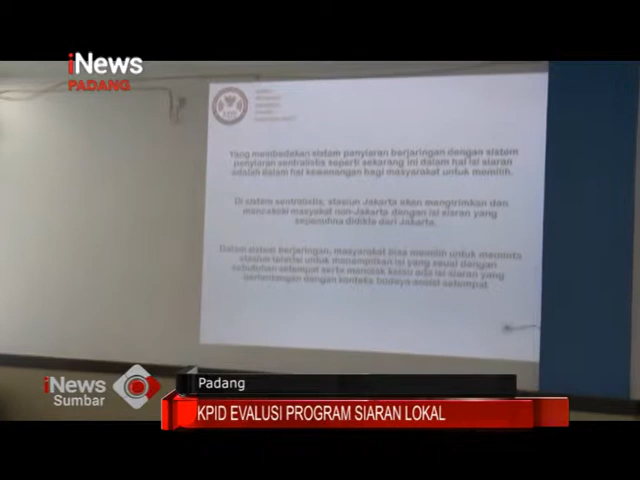 iNews
PADANG
Yang membedakan sistem penyiaran berjaringan dengan sistem
penyiaran sentralistis seperti sekarang ini dalam hal isi siaran
adalah dalam hal kewenangan bagi masyarakat untuk memilih.
Di sistem sentralistis, stasiun Jakarta akan mengirimkan dan
mencekoki masyakat non-Jakarta dengan isi siaran yang
sepenuhna didikte dari Jakarta.
Dalam sistem berjaringan, masyarakat bisa memilih untuk meminta
stasiun televisi untuk menampilkan isi yang sesuai dengan
kebutuhan setempat serta menolak kalau ada isi siaran yang
bertentangan dengan konteks budaya sosial setempat.
iNews
Sumbar
Padang
KPID EVALUSI PROGRAM SIARAN LOKAL